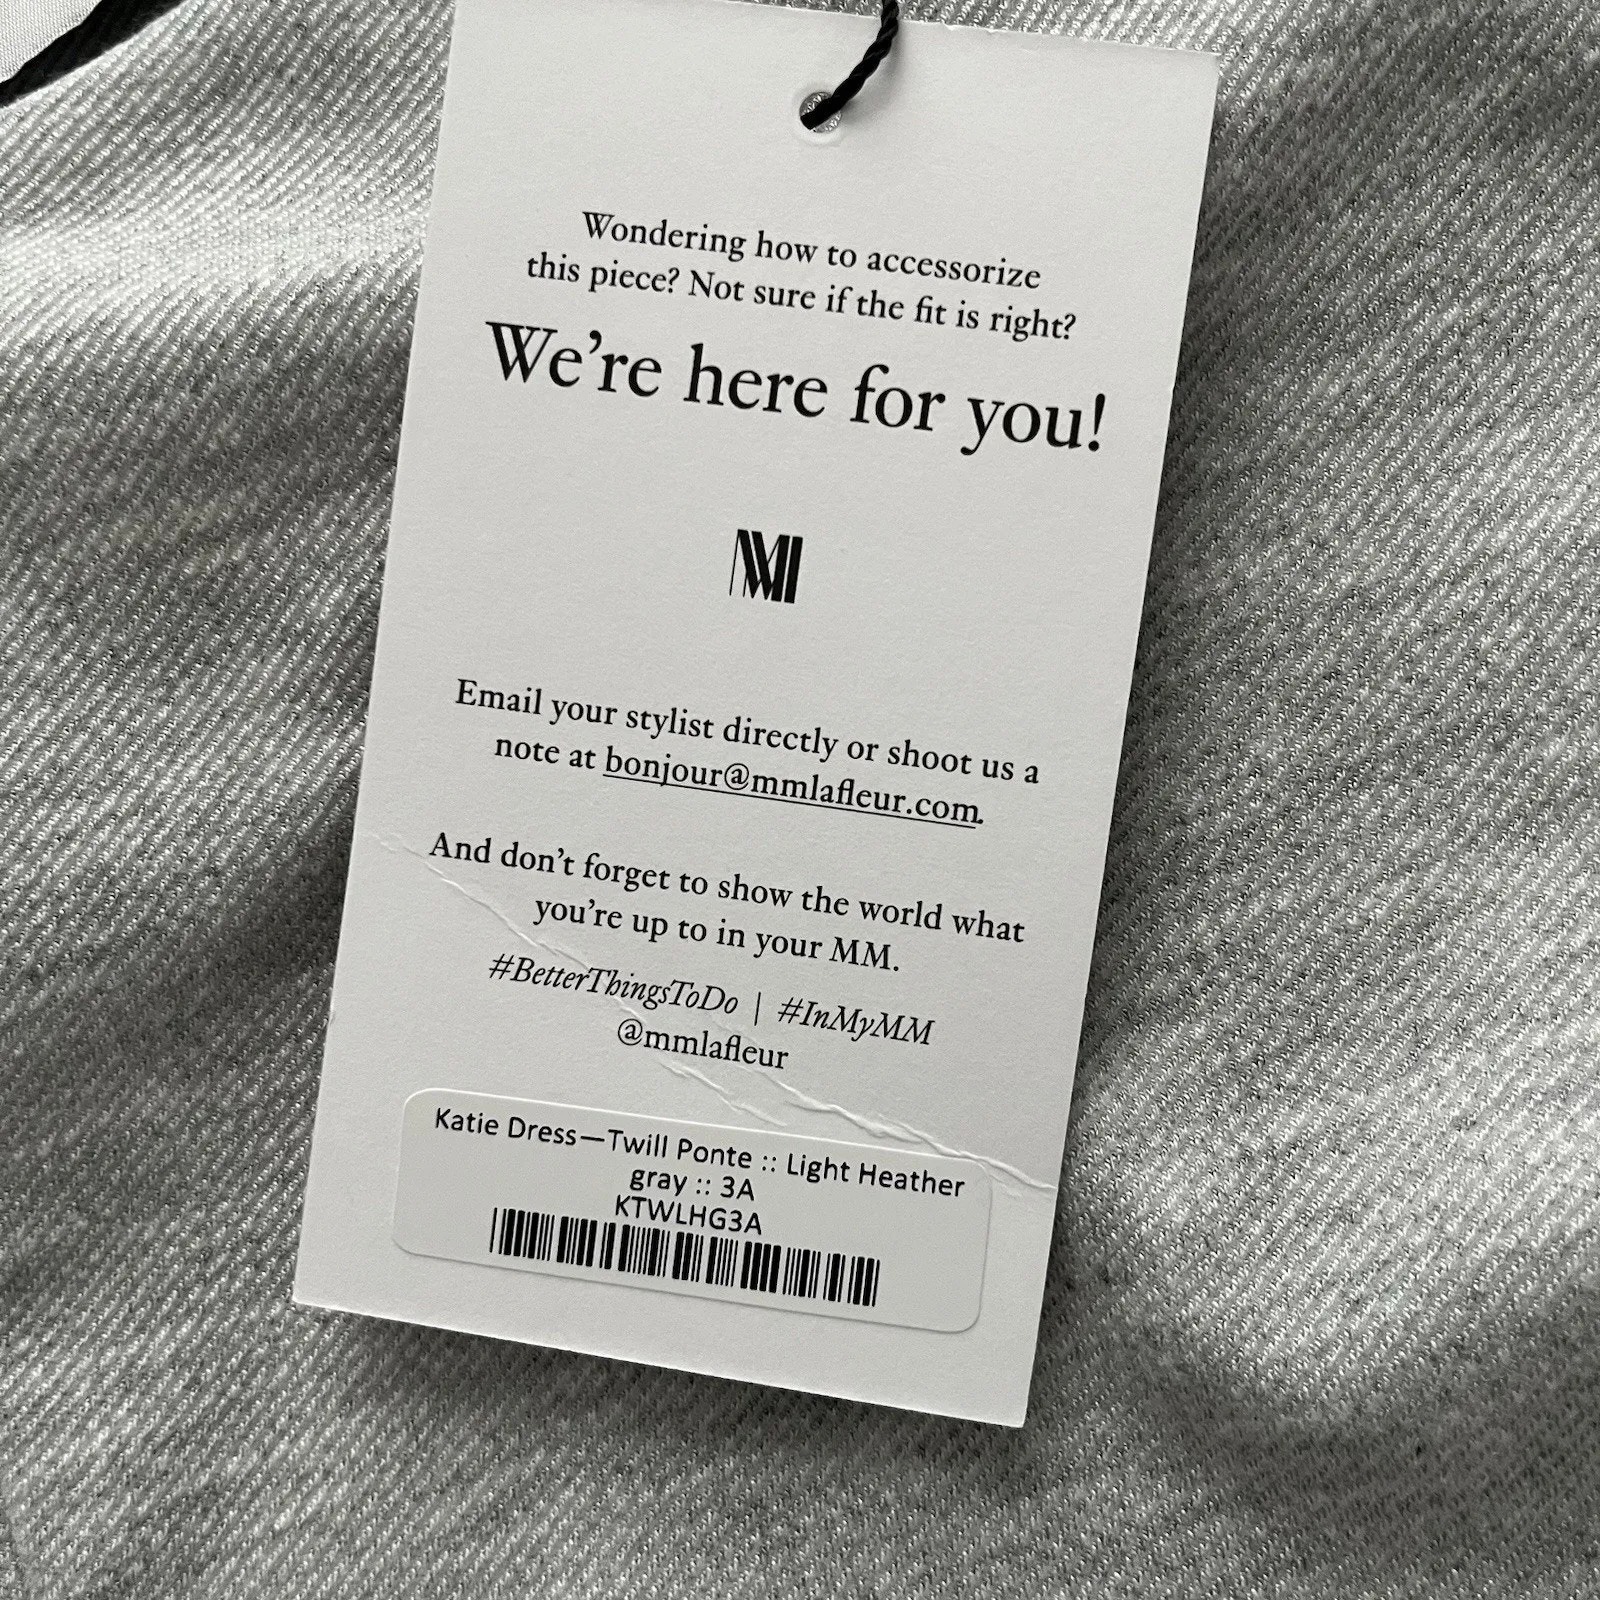 Wondering how to accessorize
this piece? Not sure if the fit is right?
We're here for you!
MM
Email your stylist directly or shoot us a
note at bonjour@mmlafleur.com.
And don't forget to show the world what
you're up to in your MM.
#BetterThingsToDo | #InMyMM
@mmlafleur
Katie Dress—Twill Ponte :: Light Heather
gray :: 3A
KTWLHG3A